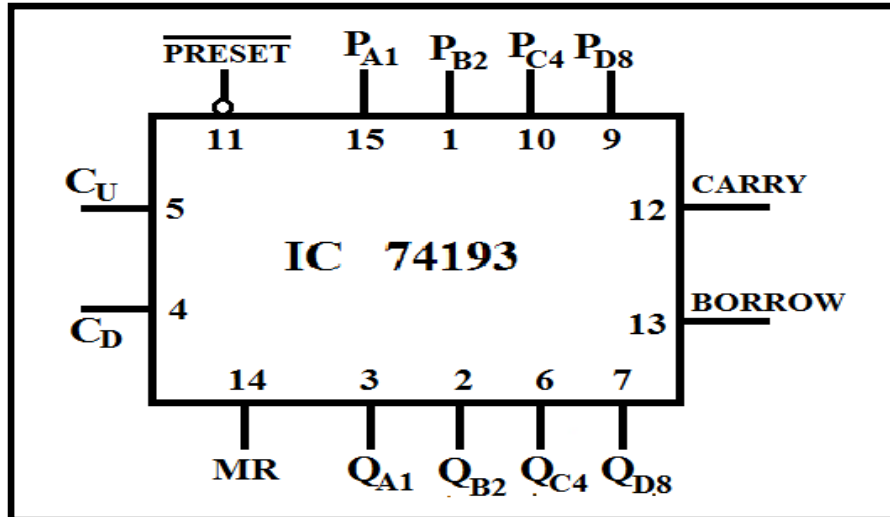 PRESET P_A1 P_B2 P_C4 P_D8
11 15 1 10 9
C_U 5 12 CARRY
IC 74193
C_D 4 13 BORROW
14 3 2 6 7
MR Q_A1 Q_B2 Q_C4 Q_D8